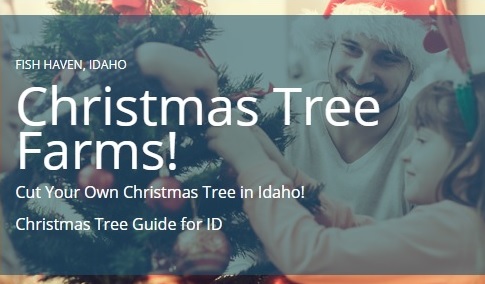 FISH HAVEN, IDAHO
Christmas Tree
Farms!
Cut Your Own Christmas Tree in Idaho!
Christmas Tree Guide for ID